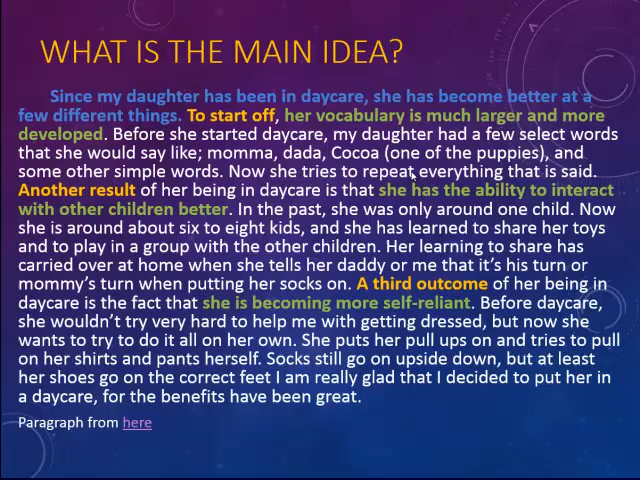 WHAT IS THE MAIN IDEA?
Since my daughter has been in daycare, she has become better at a
few different things. To start off, her vocabulary is much larger and more
developed. Before she started daycare, my daughter had a few select words
that she would say like; momma, dada, Cocoa (one of the puppies), and
some other simple words. Now she tries to repeat everything that is said.
Another result of her being in daycare is that she has the ability to interact
with other children better. In the past, she was only around one child. Now
she is around about six to eight kids, and she has learned to share her toys
and to play in a group with the other children. Her learning to share has
carried over at home when she tells her daddy or me that it’s his turn or
mommy’s turn when putting her socks on. A third outcome of her being in
daycare is the fact that she is becoming more self-reliant. Before daycare,
she wouldn’t try very hard to help me with getting dressed, but now she
wants to try to do it all on her own. She puts her pull ups on and tries to pull
on her shirts and pants herself. Socks still go on upside down, but at least
her shoes go on the correct feet I am really glad that I decided to put her in
a daycare, for the benefits have been great.
Paragraph from here